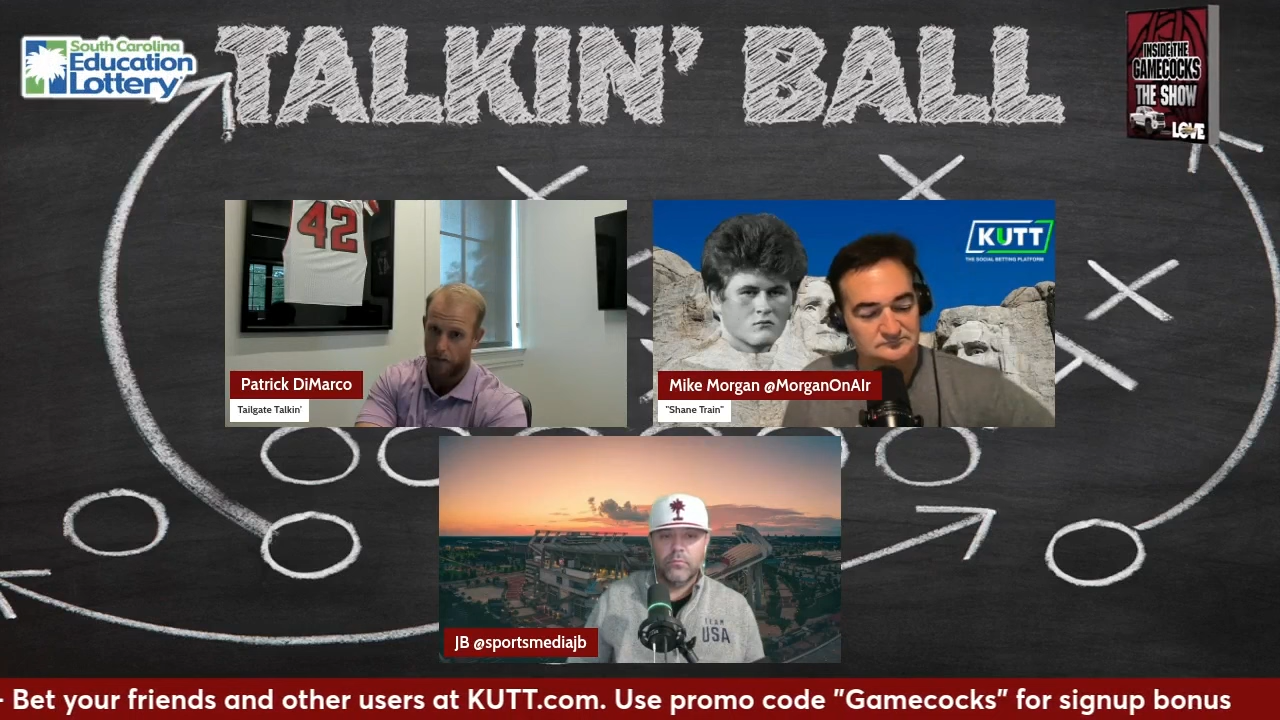 TALKIN' BALL
South Carolina
Education
Lottery
INSIDE THE
GAMECOCKS
THE SHOW
LOVE
42
KUTT
THE SOCIAL BETTING PLATFORM
Patrick DiMarco
Tailgate Talkin'
Mike Morgan @MorganOnAIr
"Shane Train"
TEAM
USA
JB @sportsmediajb
- Bet your friends and other users at KUTT.com. Use promo code "Gamecocks" for signup bonus